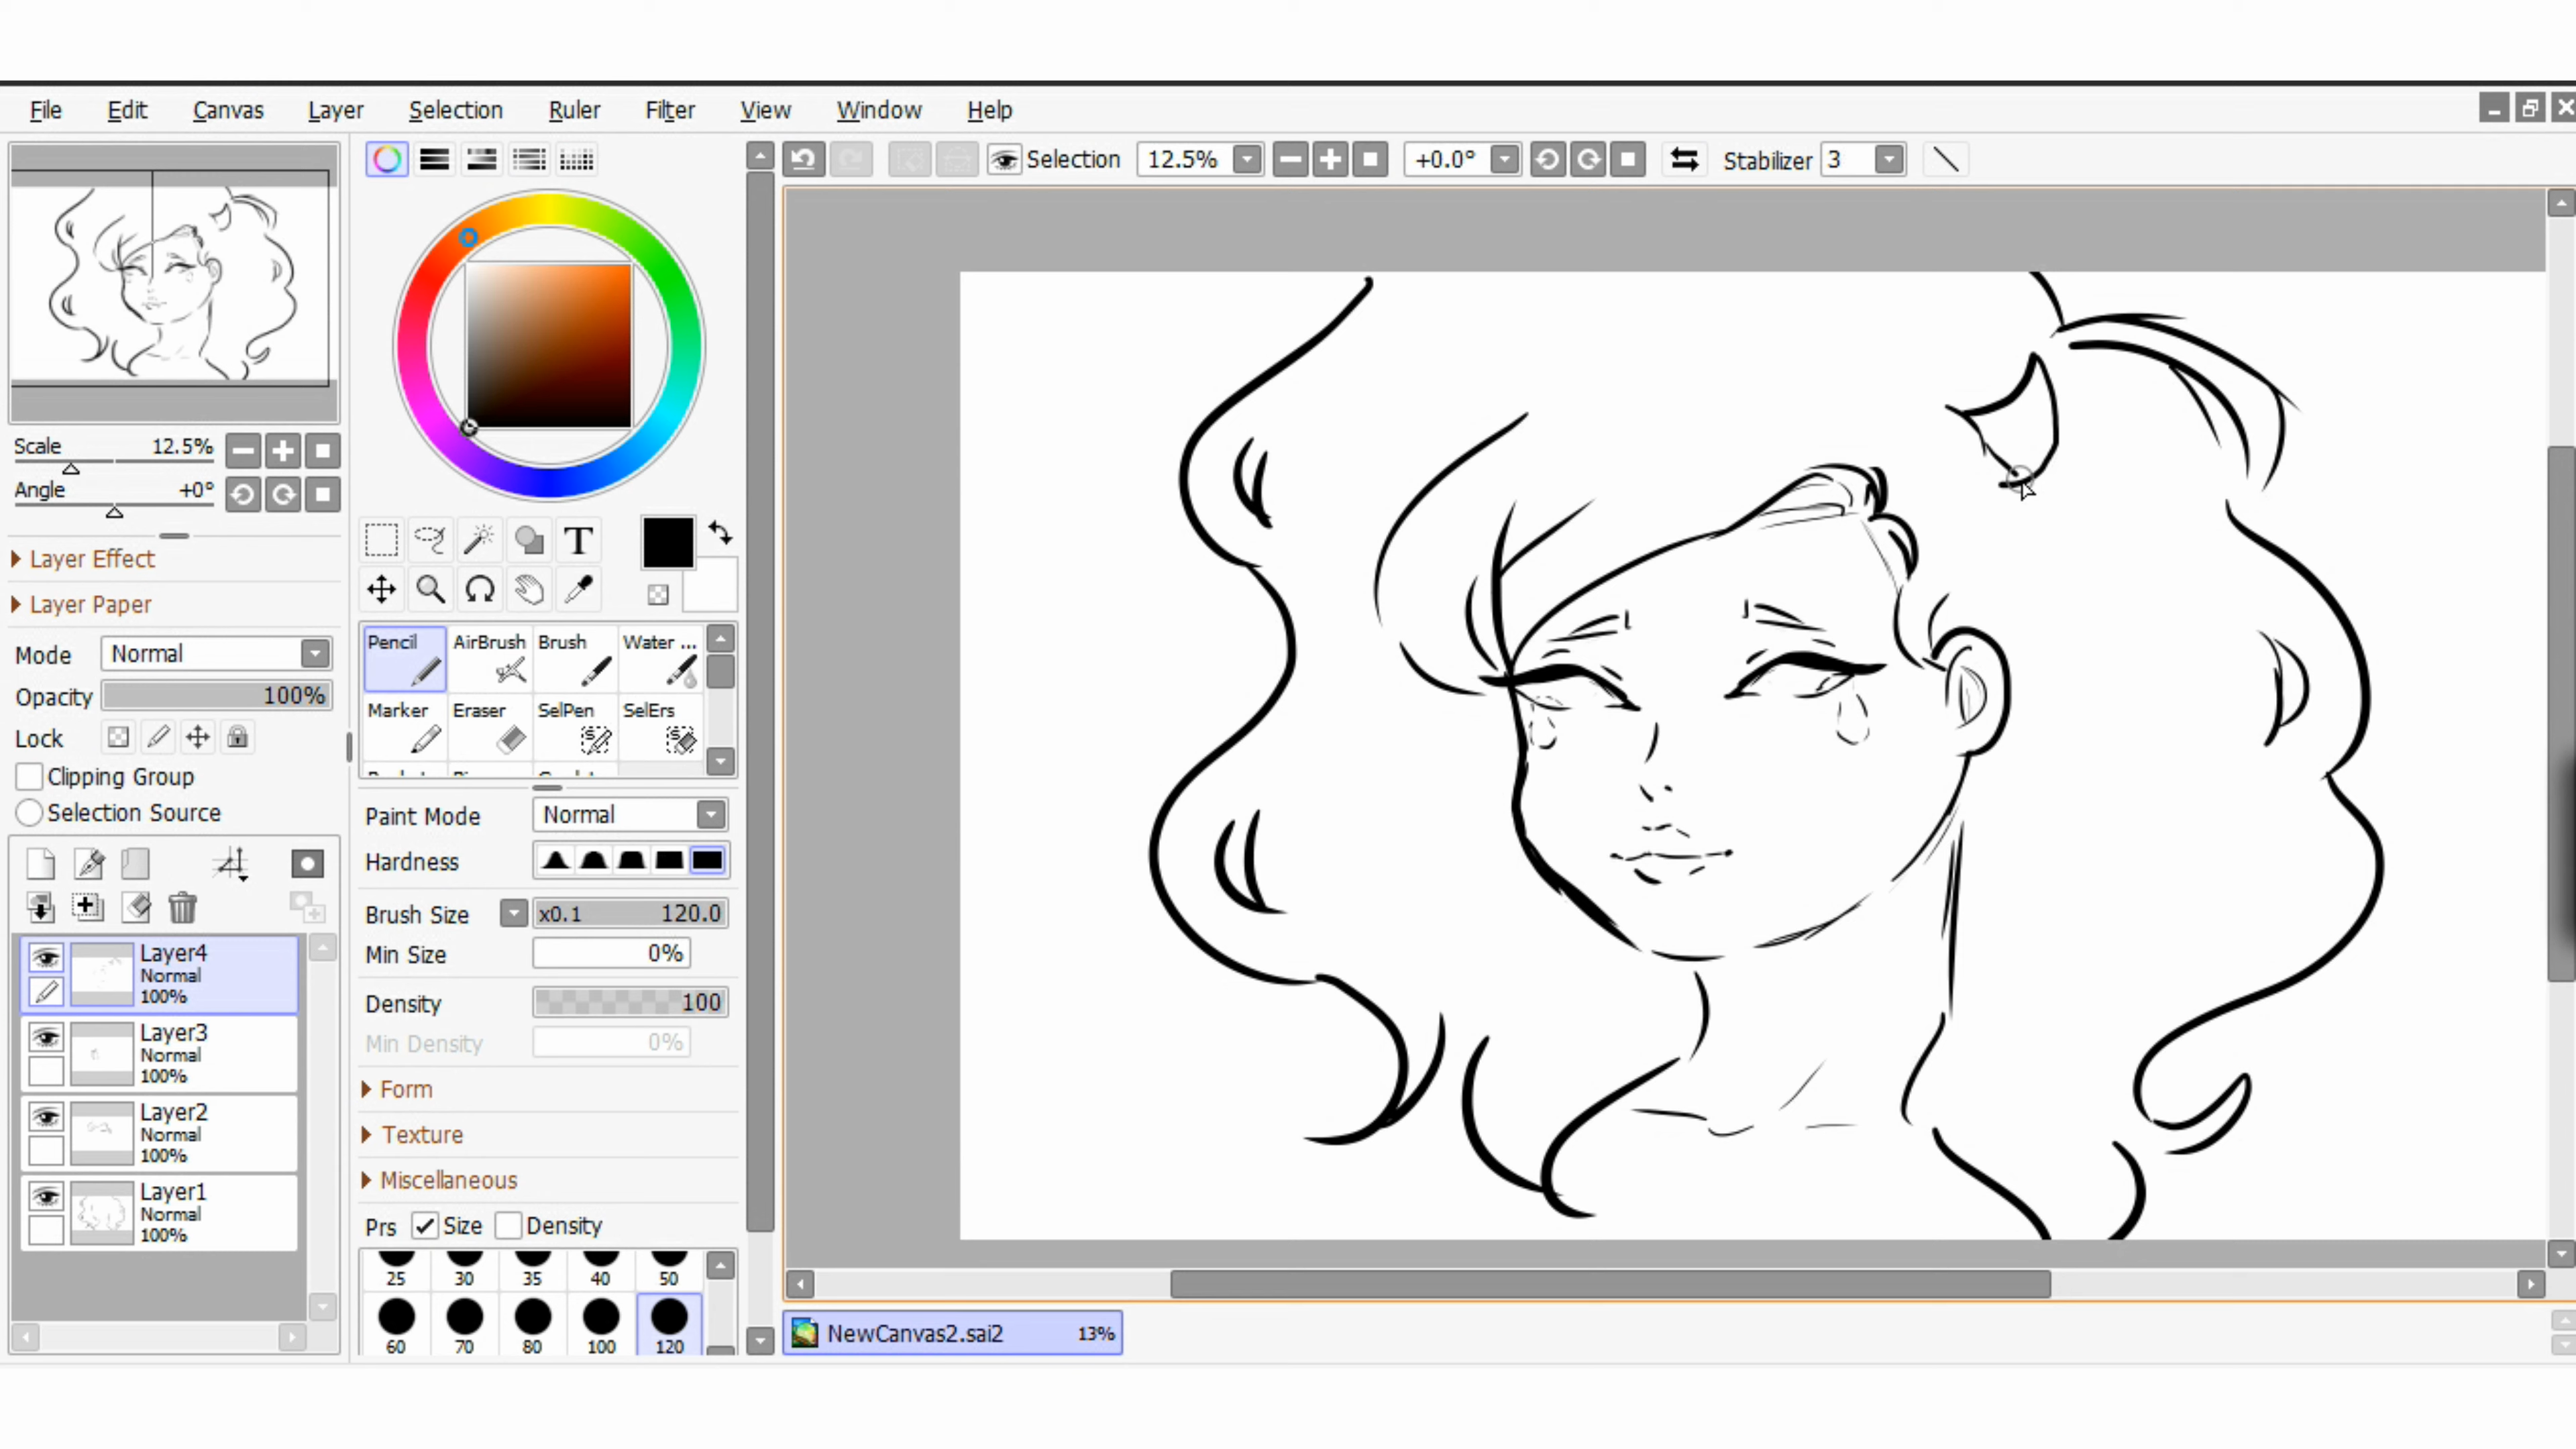 File Edit Canvas Layer Selection Ruler Filter View Window Help
Selection 12.5% +0.0° Stabilizer 3
Scale 12.5%
Angle +0°
Layer Effect
Layer Paper
Mode Normal
Opacity 100%
Lock
Clipping Group
Selection Source
Layer4
Normal
100%
Layer3
Normal
100%
Layer2
Normal
100%
Layer1
Normal
100%
T
Pencil AirBrush Brush Water ...
Marker Eraser SelPen SelErs
Paint Mode Normal
Hardness
Brush Size x0.1 120.0
Min Size 0%
Density 100
Min Density 0%
Form
Texture
Miscellaneous
Prs Size Density
25 30 35 40 50
60 70 80 100 120
NewCanvas2.sai2 13%